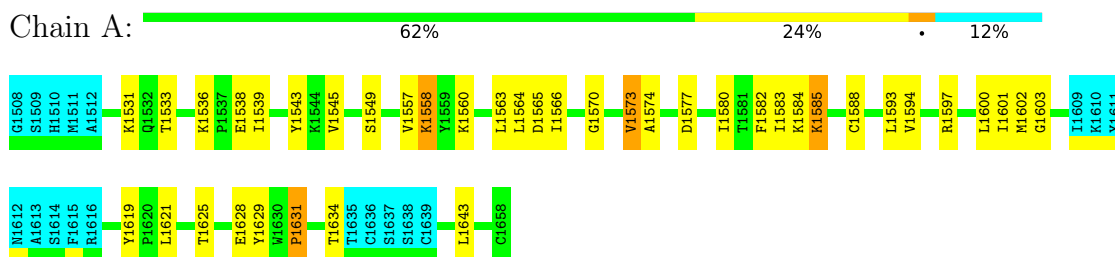 Chain A:
62% 24% • 12%
G1508 S1509 H1510 M1511 A1512 K1531 Q1532 T1533 K1536 P1537 E1538 I1539 Y1543 K1544 V1545 S1549 V1557 K1558 Y1559 K1560 L1563 L1564 D1565 I1566 G1570 V1573 A1574 D1577 I1580 T1581 F1582 I1583 K1584 K1585 C1588 L1593 V1594 R1597 L1600 I1601 M1602 G1603 I1609 K1610 Y1611
N1612 A1613 S1614 F1615 R1616 Y1619 P1620 L1621 T1625 E1628 Y1629 W1630 P1631 T1634 T1635 C1636 S1637 S1638 C1639 L1643 C1658